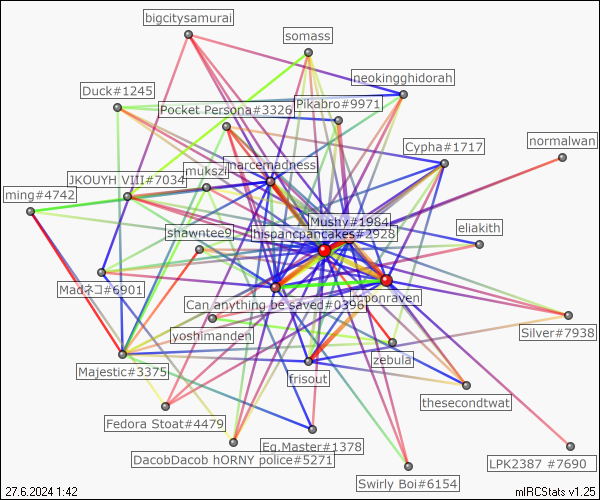 bigcitysamurai
somass
neokingghidorah
Duck#1245
Pikabro#9971
Pocket Persona#3326
Cypha#1717
normalwan
marcemadness
mukszi
JKOUYH VIII#7034
ming#4742
Mushy#1984
eliakith
shawntee9
hispancpancakes#2928
Madネコ#6901
Can anything be saved#0396
yoshimanden
Silver#7938
zebula
Majestic#3375
frisout
thesecondtwat
Fedora Stoat#4479
Eg.Master#1378
DacobDacob hORNY police#5271
LPK2387 #7690
Swirly Boi#6154
27.6.2024 1:42
mIRCStats v1.25